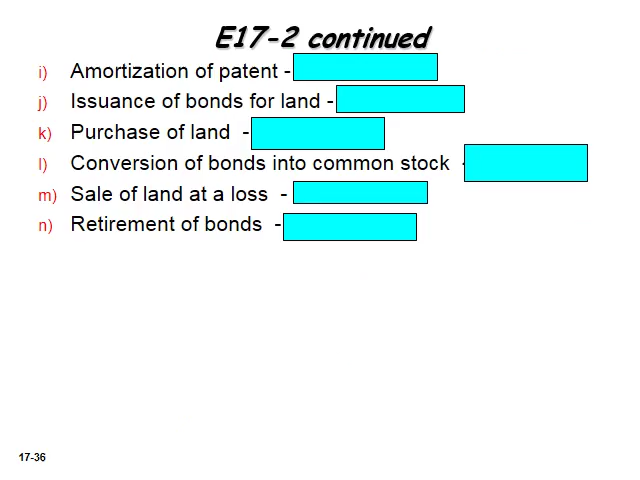 E17-2 continued
i) Amortization of patent -
j) Issuance of bonds for land -
k) Purchase of land -
l) Conversion of bonds into common stock -
m) Sale of land at a loss -
n) Retirement of bonds -
17-36